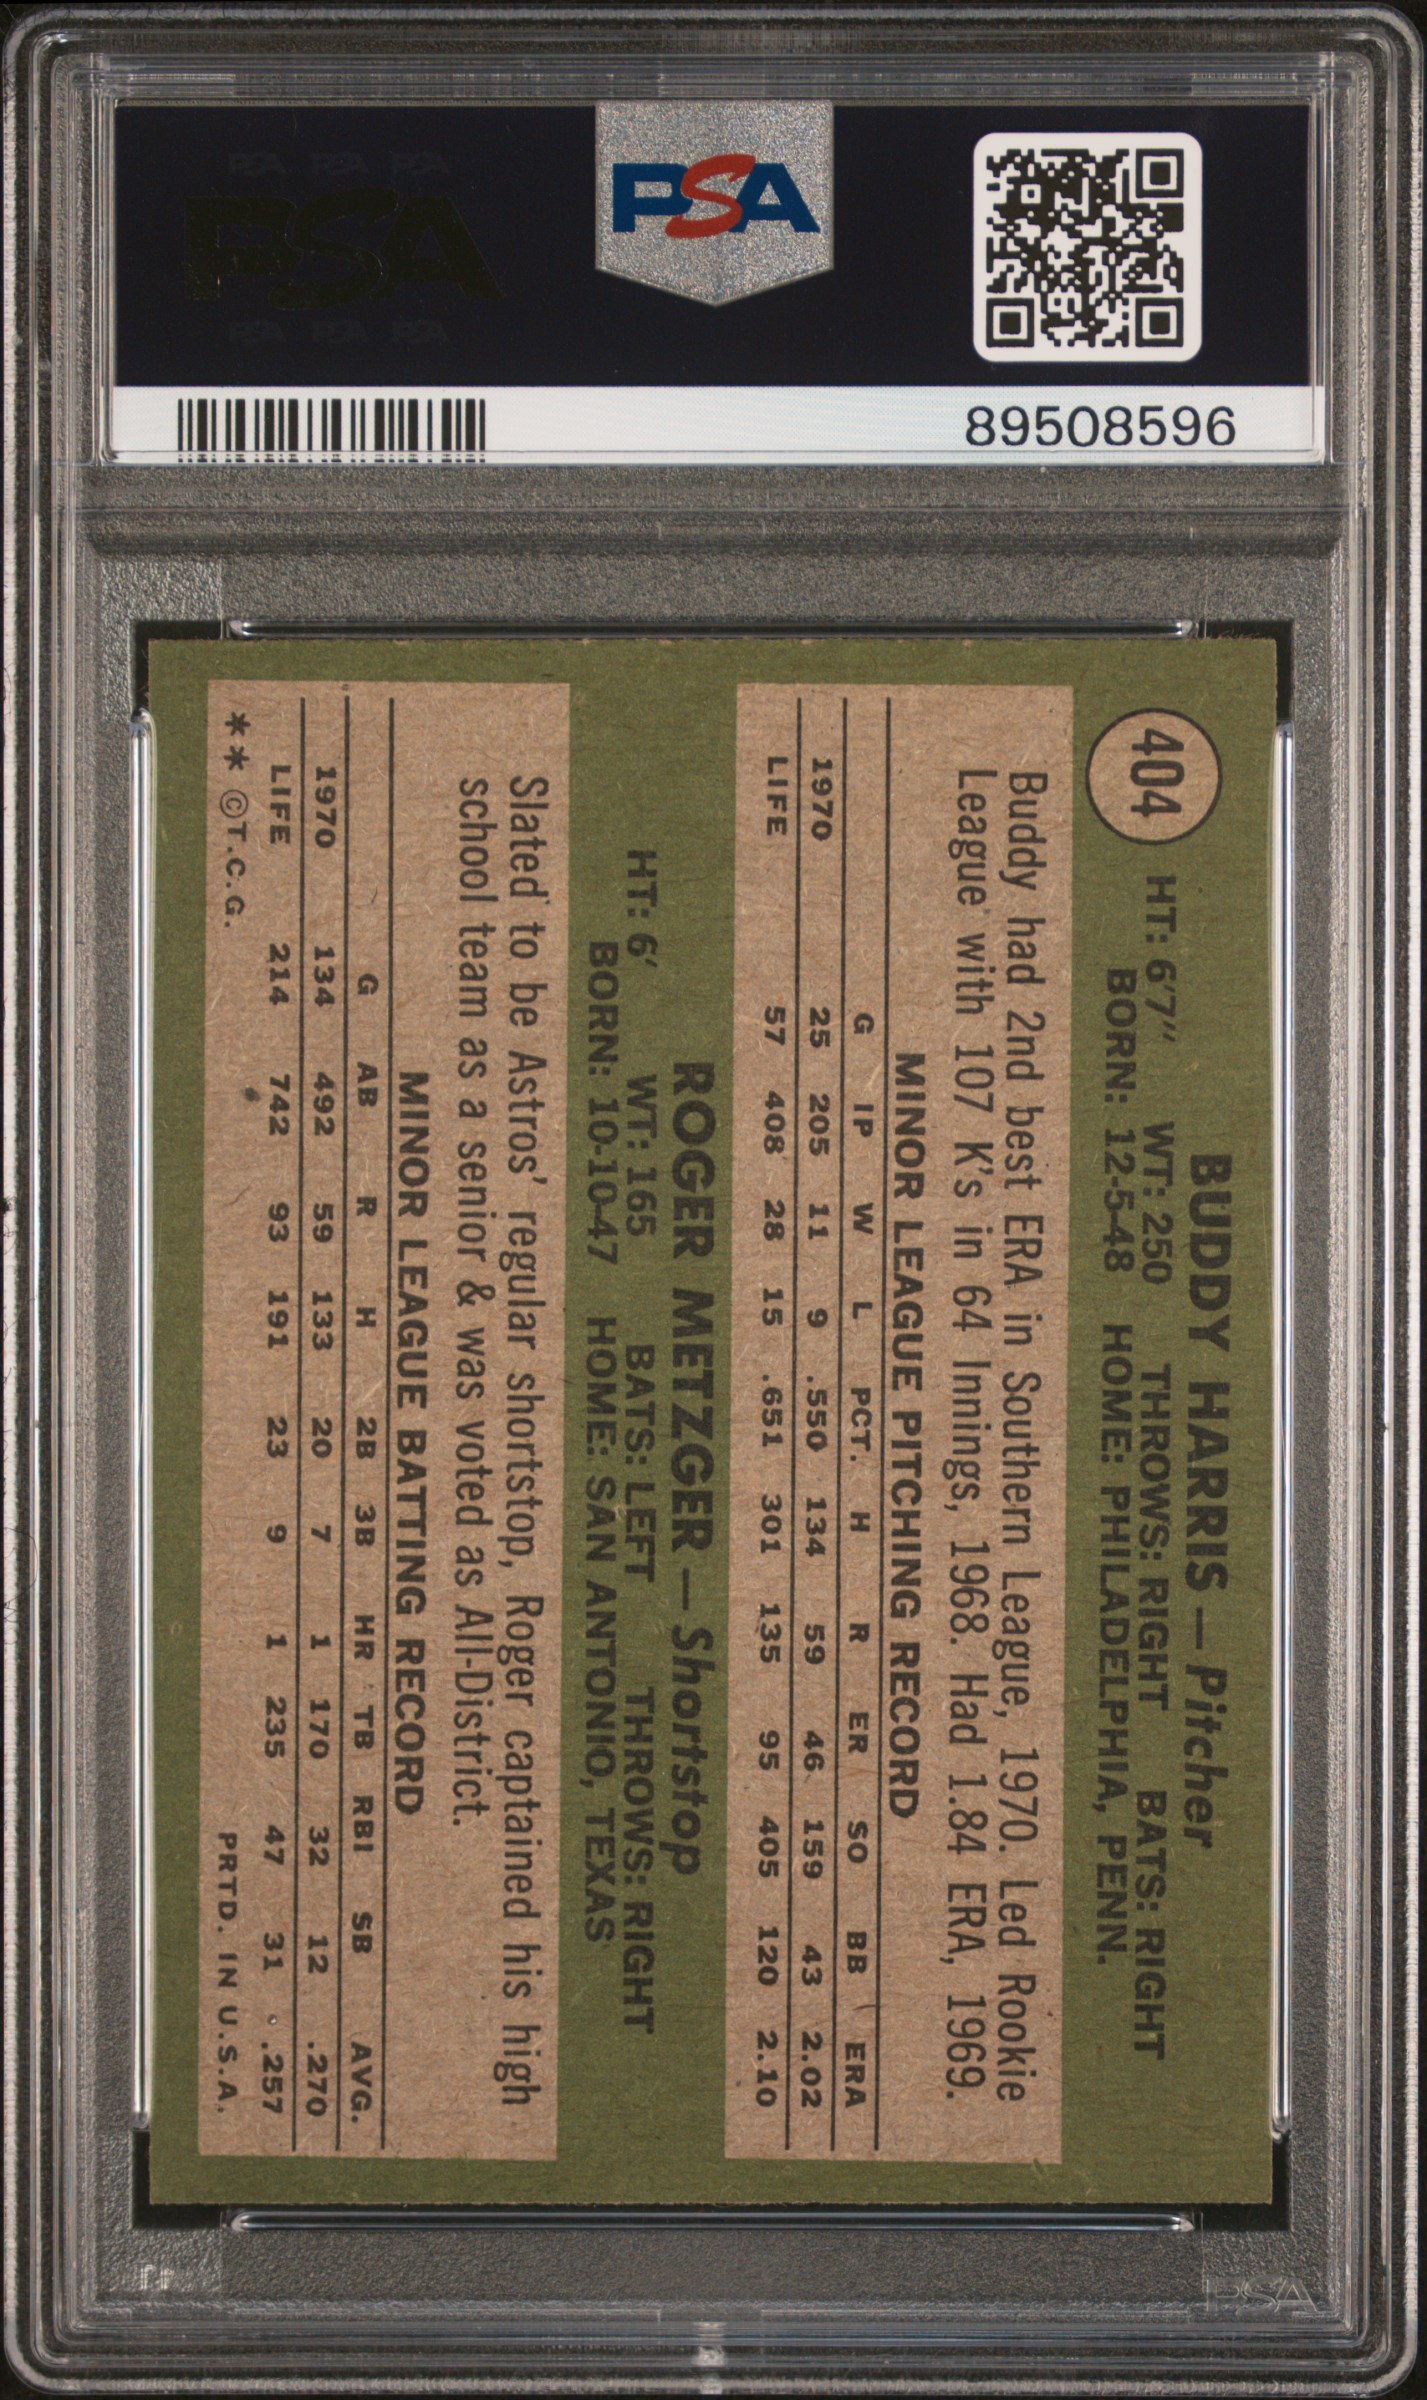 PSA PSA PSA
PSA
PSA PSA PSA
PSA
89508596
404
BUDDY HARRIS—Pitcher
HT: 6'7" WT: 250 THROWS: RIGHT BATS: RIGHT
BORN: 12-5-48 HOME: PHILADELPHIA, PENN.
Buddy had 2nd best ERA in Southern League, 1970. Led Rookie
League with 107 K's in 64 Innings, 1968. Had 1.84 ERA, 1969.
MINOR LEAGUE PITCHING RECORD
G IP W L PCT. H R ER SO BB ERA
1970 25 205 11 9 .550 134 59 46 159 43 2.02
LIFE 57 408 28 15 .651 301 135 95 405 120 2.10
ROGER METZGER—Shortstop
HT: 6' WT: 165 BATS: LEFT THROWS: RIGHT
BORN: 10-10-47 HOME: SAN ANTONIO, TEXAS
Slated to be Astros' regular shortstop, Roger captained his high
school team as a senior & was voted as All-District.
MINOR LEAGUE BATTING RECORD
G AB R H 2B 3B HR TB RBI SB AVG.
1970 134 492 59 133 20 7 1 170 32 12 .270
LIFE 214 742 93 191 23 9 1 235 47 31 .257
** ©T.C.G. PRTD. IN U.S.A.
PSA